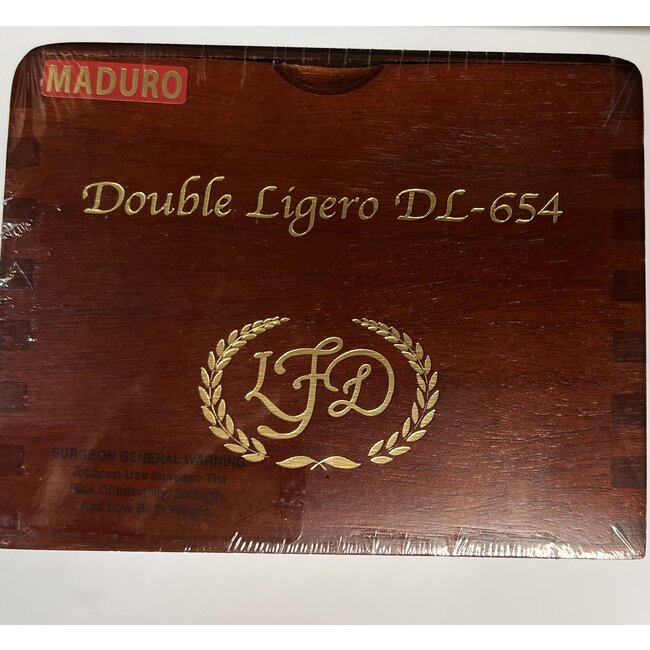 MADURO
Double Ligero DL-654
LFD
SURGEON GENERAL WARNING:
Tobacco Use Increase The
Risk Of Infertility, Stillbirth,
And Low Birth Weight.